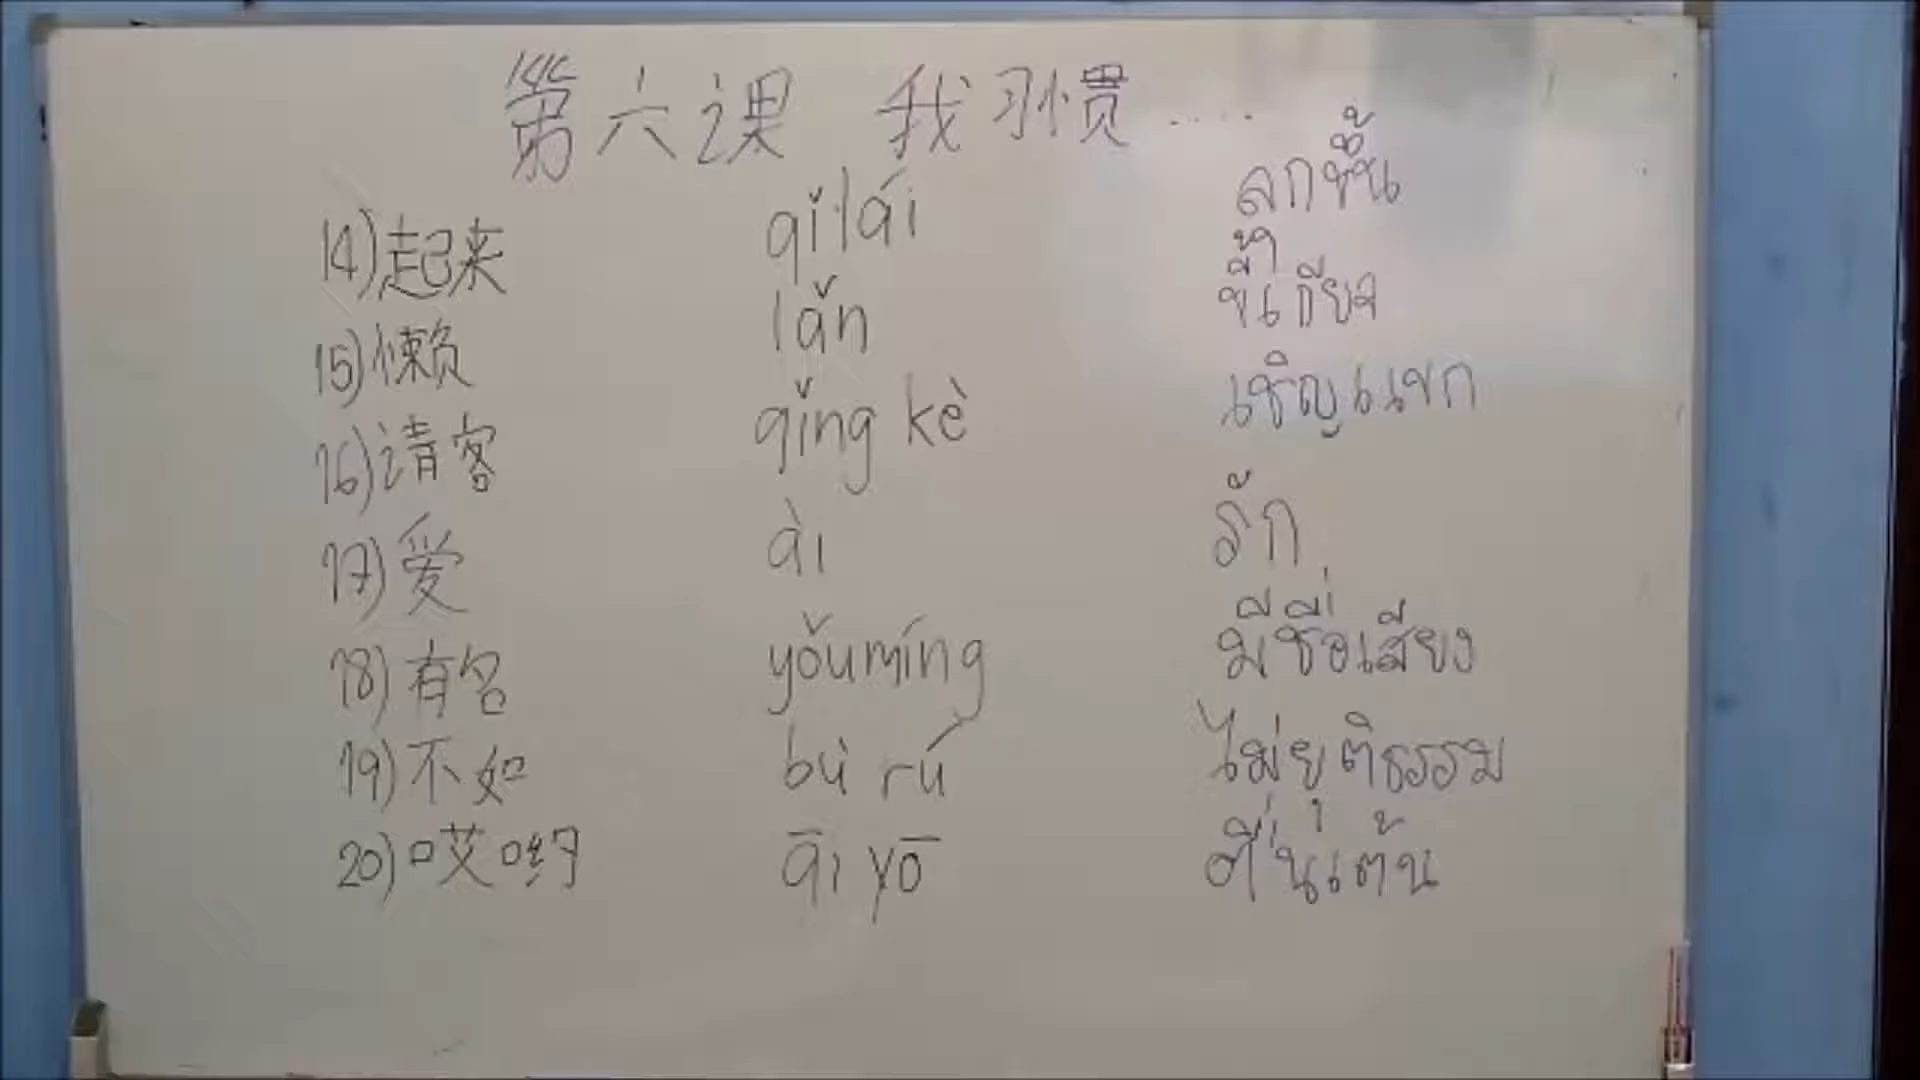 第六课 我习惯.....
14)起来 qǐlái ลุกขึ้น
15)懒 lǎn ขี้เกียจ
16)请客 qǐng kè เชิญแขก
17)爱 ài รัก
18)有名 yǒumíng มีชื่อเสียง
19)不如 bù rú ไม่ยุติธรรม
20)哎哟 āi yō ตื่นเต้น